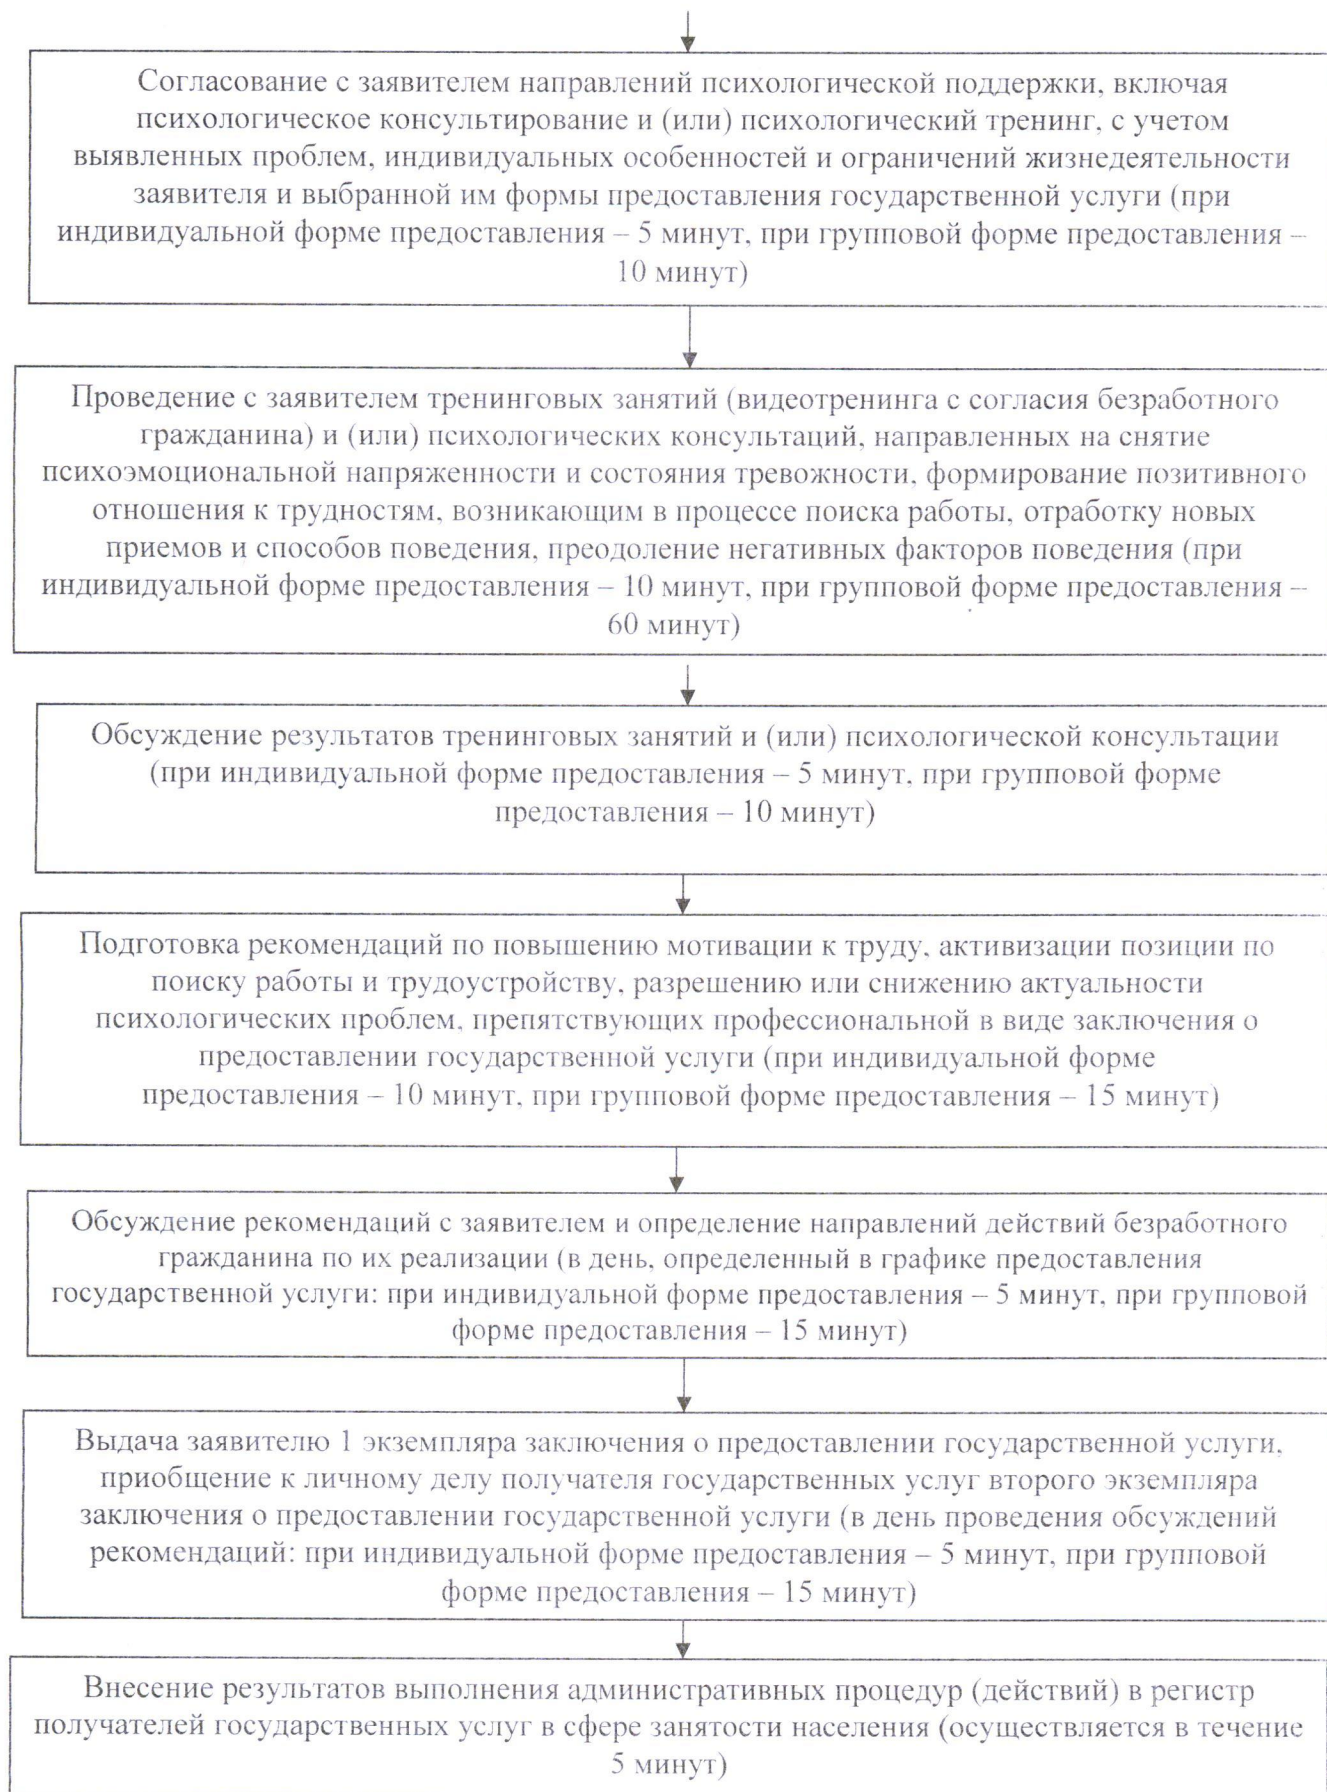 Согласование с заявителем направлений психологической поддержки, включая
психологическое консультирование и (или) психологический тренинг, с учетом
выявленных проблем, индивидуальных особенностей и ограничений жизнедеятельности
заявителя и выбранной им формы предоставления государственной услуги (при
индивидуальной форме предоставления – 5 минут, при групповой форме предоставления –
10 минут)
Проведение с заявителем тренинговых занятий (видеотренинга с согласия безработного
гражданина) и (или) психологических консультаций, направленных на снятие
психоэмоциональной напряженности и состояния тревожности, формирование позитивного
отношения к трудностям, возникающим в процессе поиска работы, отработку новых
приемов и способов поведения, преодоление негативных факторов поведения (при
индивидуальной форме предоставления – 10 минут, при групповой форме предоставления –
60 минут)
Обсуждение результатов тренинговых занятий и (или) психологической консультации
(при индивидуальной форме предоставления – 5 минут, при групповой форме
предоставления – 10 минут)
Подготовка рекомендаций по повышению мотивации к труду, активизации позиции по
поиску работы и трудоустройству, разрешению или снижению актуальности
психологических проблем, препятствующих профессиональной в виде заключения о
предоставлении государственной услуги (при индивидуальной форме
предоставления – 10 минут, при групповой форме предоставления – 15 минут)
Обсуждение рекомендаций с заявителем и определение направлений действий безработного
гражданина по их реализации (в день, определенный в графике предоставления
государственной услуги: при индивидуальной форме предоставления – 5 минут, при групповой
форме предоставления – 15 минут)
Выдача заявителю 1 экземпляра заключения о предоставлении государственной услуги,
приобщение к личному делу получателя государственных услуг второго экземпляра
заключения о предоставлении государственной услуги (в день проведения обсуждений
рекомендаций: при индивидуальной форме предоставления – 5 минут, при групповой
форме предоставления – 15 минут)
Внесение результатов выполнения административных процедур (действий) в регистр
получателей государственных услуг в сфере занятости населения (осуществляется в течение
5 минут)